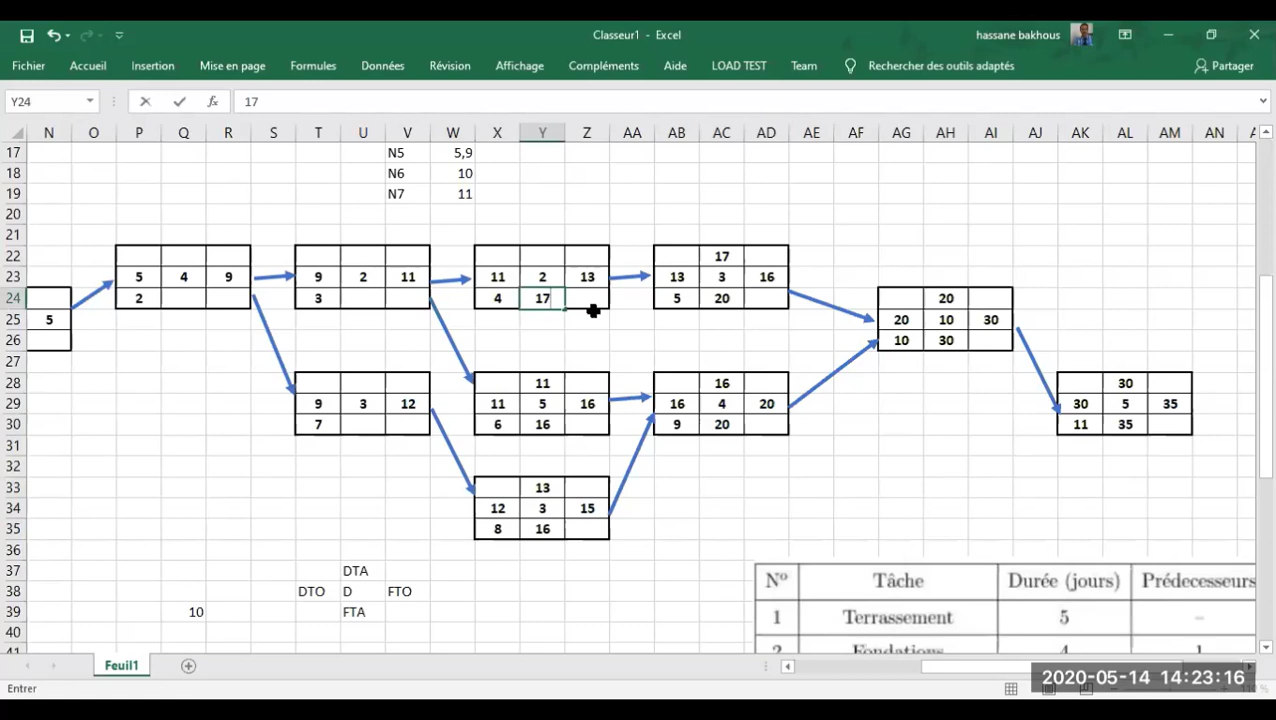 Classeur1 - Excel
hassane bakhous
Fichier Accueil Insertion Mise en page Formules Données Révision Affichage Compléments Aide LOAD TEST Team Rechercher des outils adaptés Partager
Y24 fx 17
N O P Q R S T U V W X Y Z AA AB AC AD AE AF AG AH AI AJ AK AL AM AN
17 N5 5,9
18 N6 10
19 N7 11
20
21
22 17
23 5 4 9 9 2 11 11 2 13 13 3 16
24 2 3 4 17 5 20 20
25 5 20 10 30
26 10 30
27
28 11 16 30
29 9 3 12 11 5 16 16 4 20 30 5 35
30 7 6 16 9 20 11 35
31
32
33 13
34 12 3 15
35 8 16
36
37 DTA
38 DTO D FTO
39 10 FTA
40
41
Nº Tâche Durée (jours) Prédecesseurs
1 Terrassement 5 –
2 Fondations 4 1
Feuil1
2020-05-14 14:23:16
Entrer